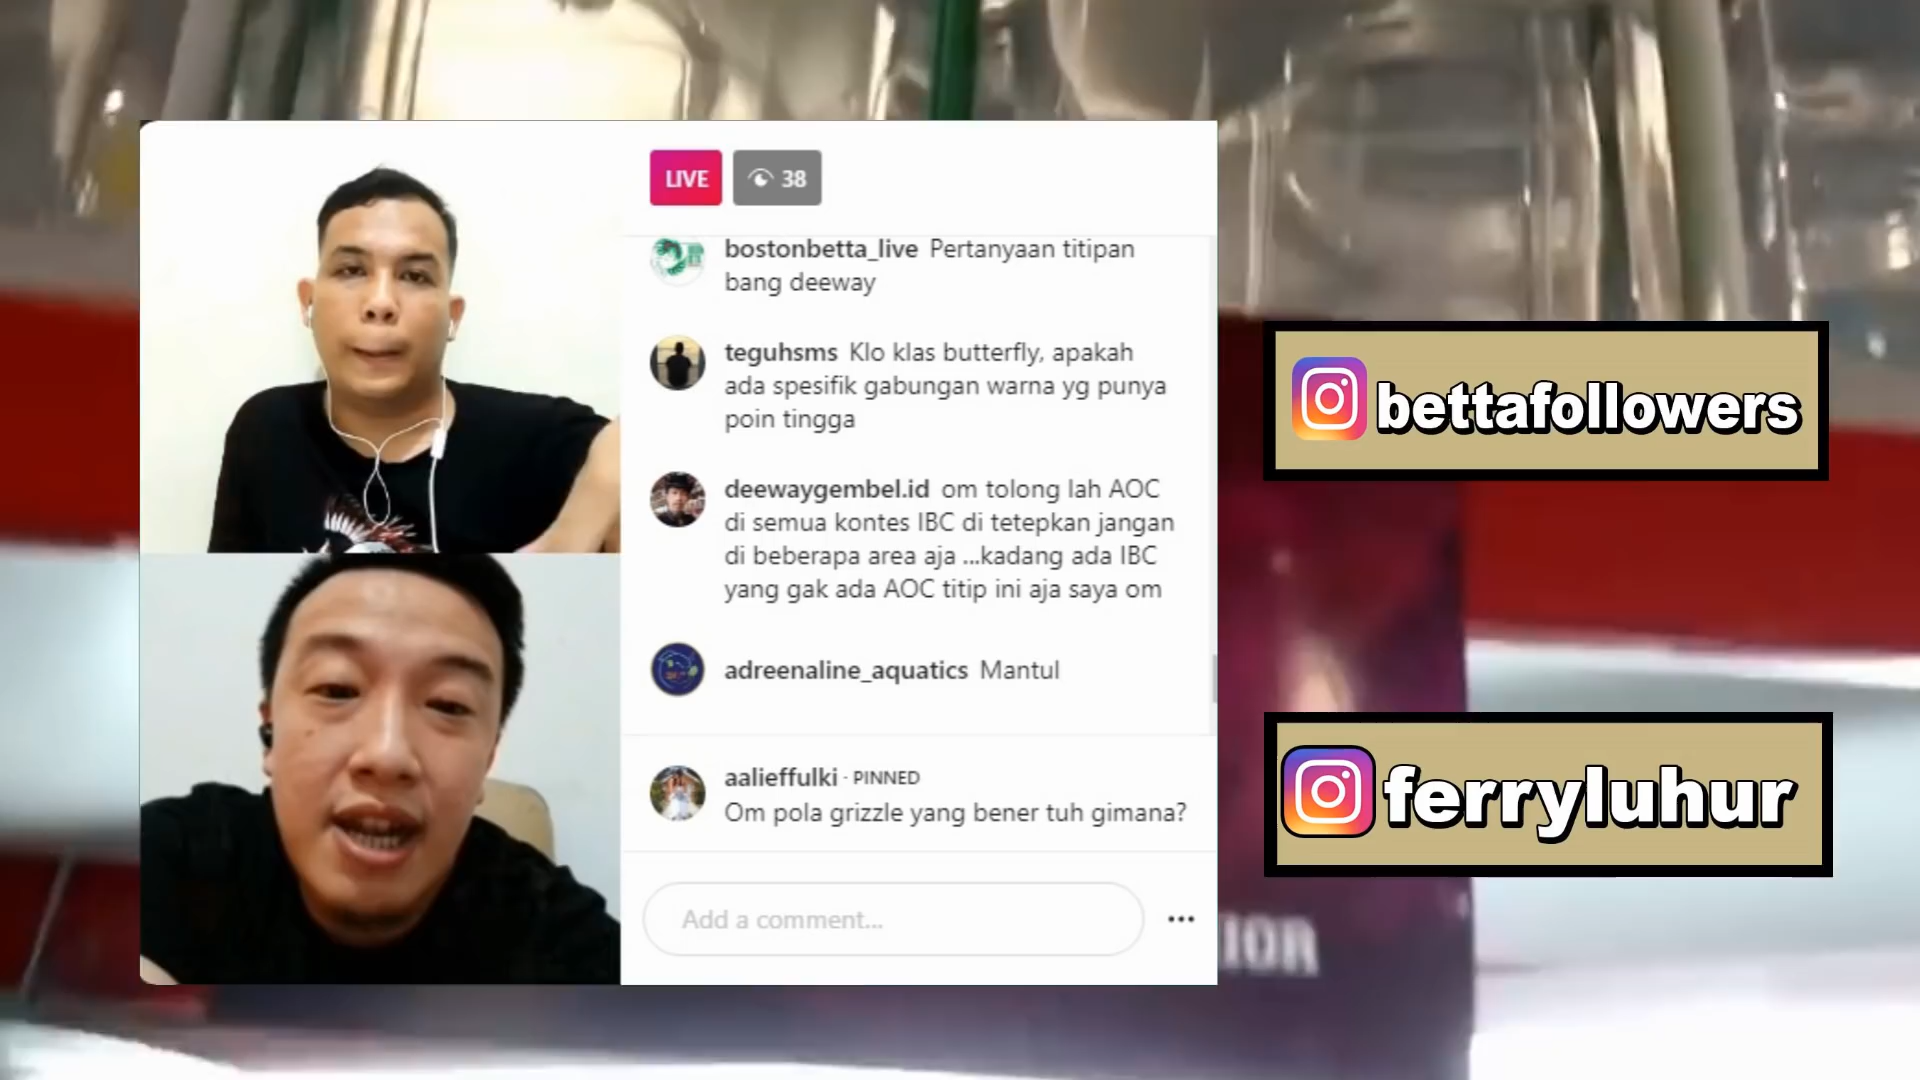 LIVE 38
bostonbetta_live Pertanyaan titipan
bang deeway
teguhsms Klo klas butterfly, apakah
ada spesifik gabungan warna yg punya
poin tingga
deewaygembel.id om tolong lah AOC
di semua kontes IBC di tetepkan jangan
di beberapa area aja ...kadang ada IBC
yang gak ada AOC titip ini aja saya om
adreenaline_aquatics Mantul
aalieffulki · PINNED
Om pola grizzle yang bener tuh gimana?
Add a comment...
bettafollowers
ferryluhur